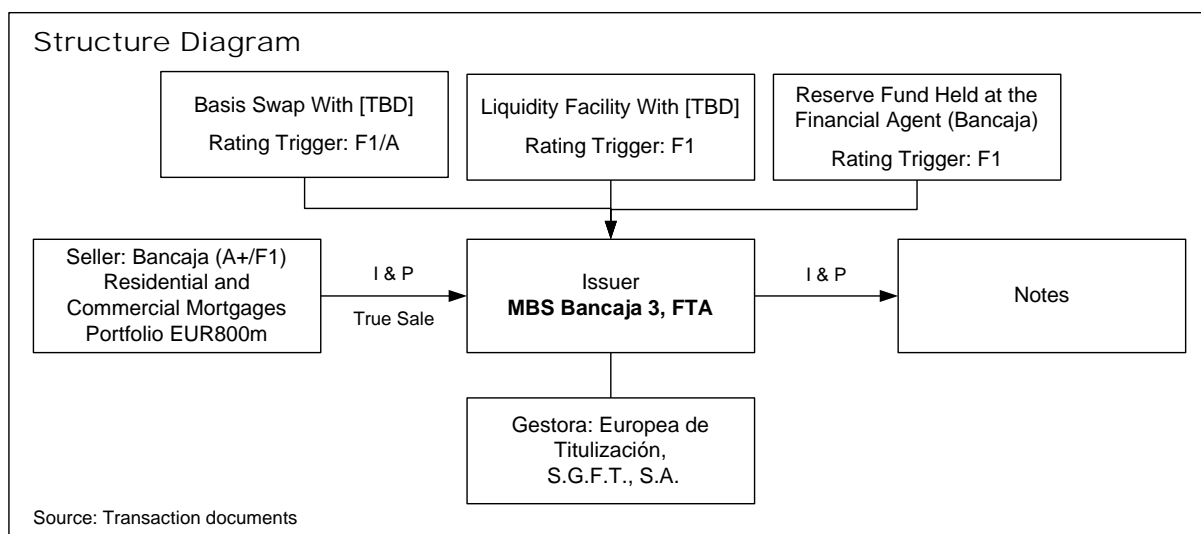 Structure Diagram
Basis Swap With [TBD]
Rating Trigger: F1/A
Liquidity Facility With [TBD]
Rating Trigger: F1
Reserve Fund Held at the
Financial Agent (Bancaja)
Rating Trigger: F1
Seller: Bancaja (A+/F1)
Residential and
Commercial Mortgages
Portfolio EUR800m
I & P
True Sale
Issuer
MBS Bancaja 3, FTA
I & P
Notes
Gestora: Europea de
Titulización,
S.G.F.T., S.A.
Source: Transaction documents